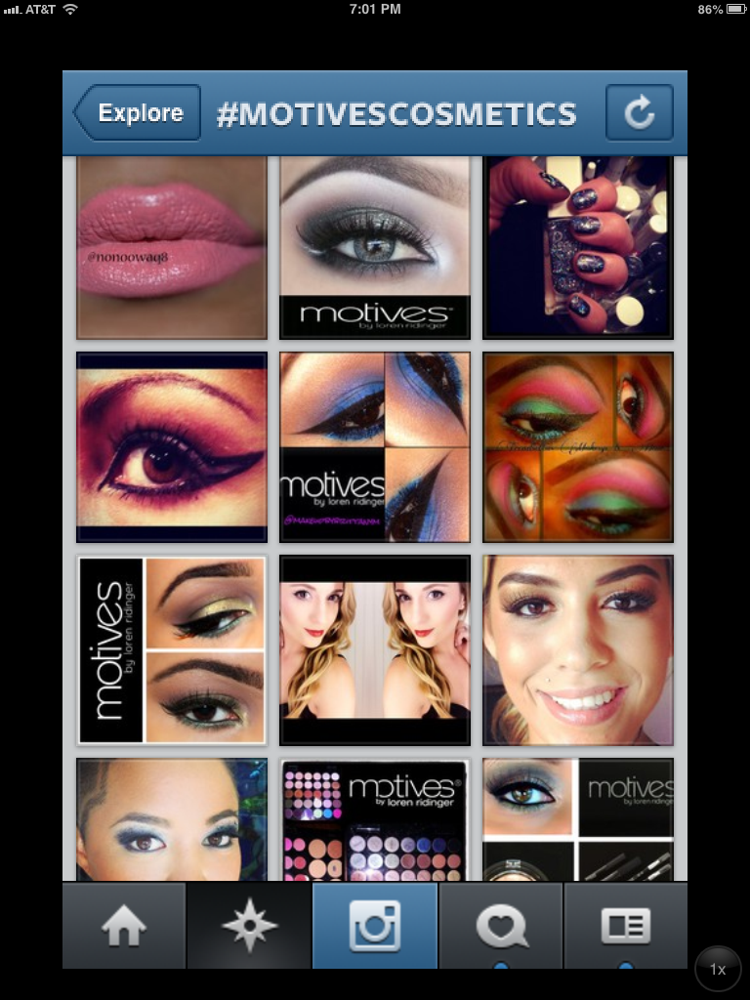 AT&T 7:01 PM 86%
Explore #MOTIVESCOSMETICS
@nonoowaq8
motives
by loren ridinger
motives
by loren ridinger
motives
by loren ridinger
motives®
by loren ridinger
motives
by loren ridinger
1x